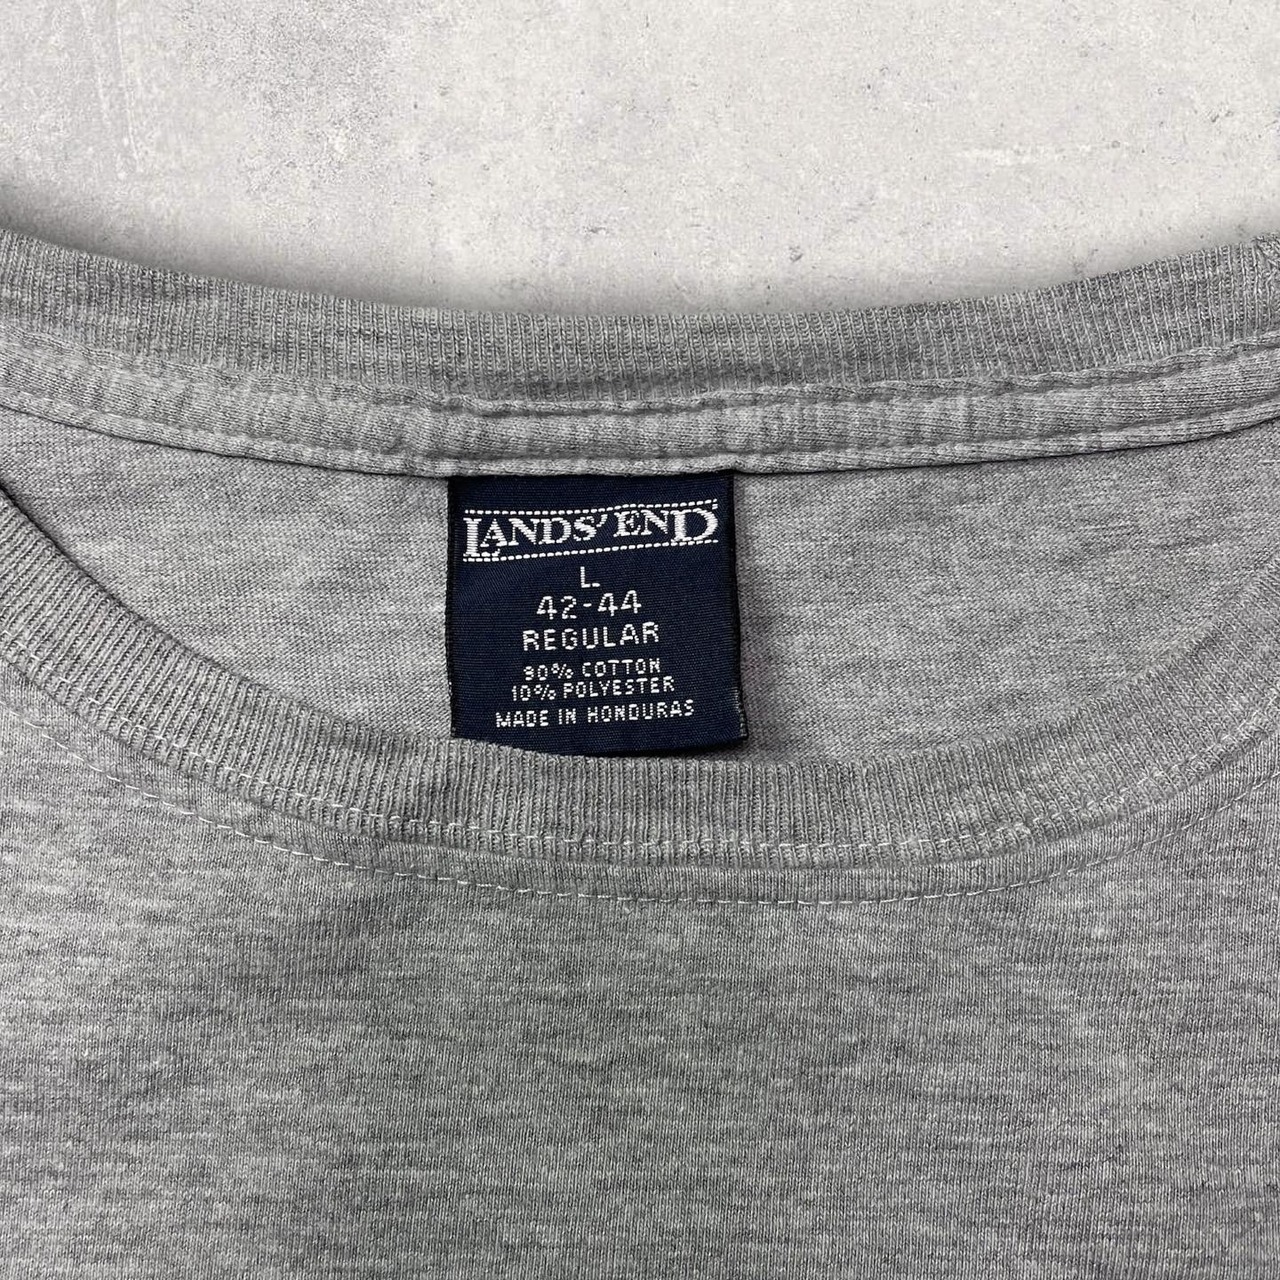 LANDS' END
L
42-44
REGULAR
90% COTTON
10% POLYESTER
MADE IN HONDURAS